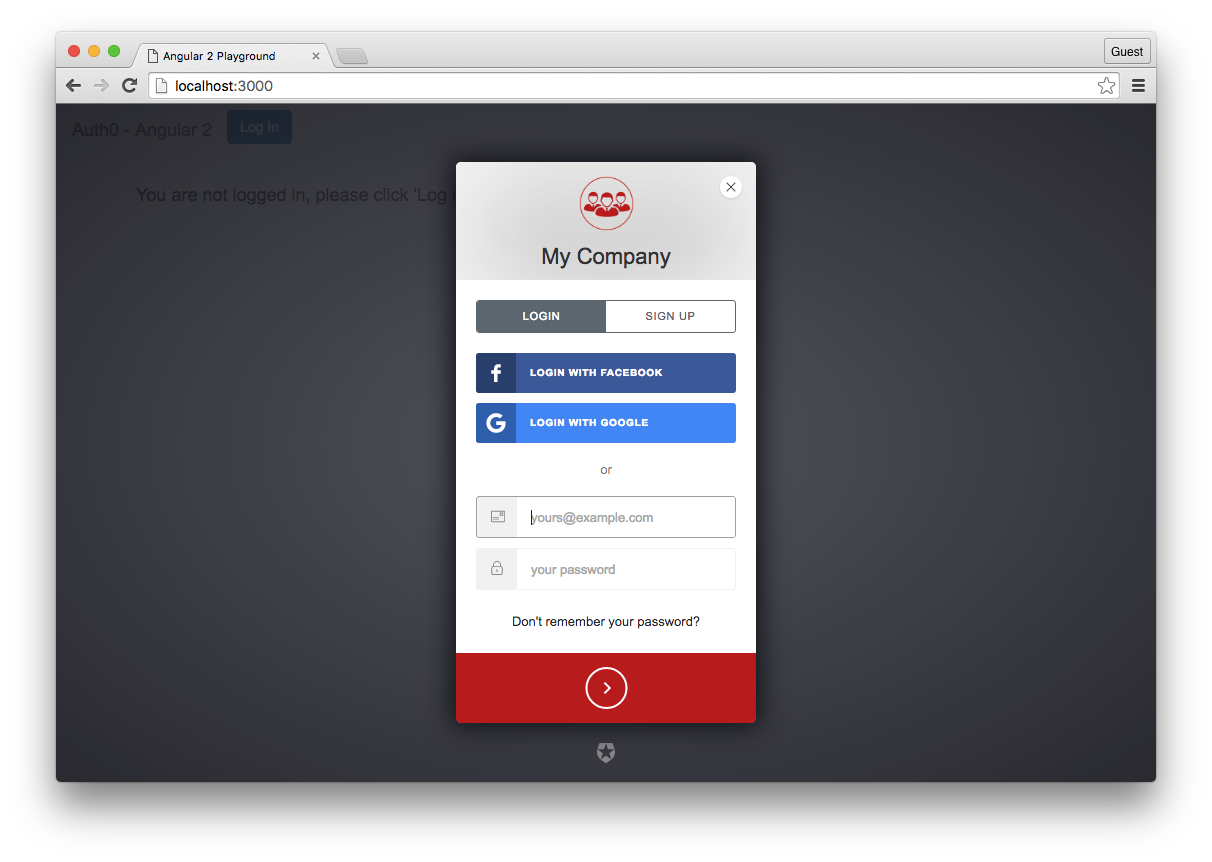 Angular 2 Playground
Guest
localhost:3000
Auth0 - Angular 2
Log In
You are not logged in, please click 'Log
My Company
LOGIN
SIGN UP
LOGIN WITH FACEBOOK
LOGIN WITH GOOGLE
or
yours@example.com
your password
Don't remember your password?